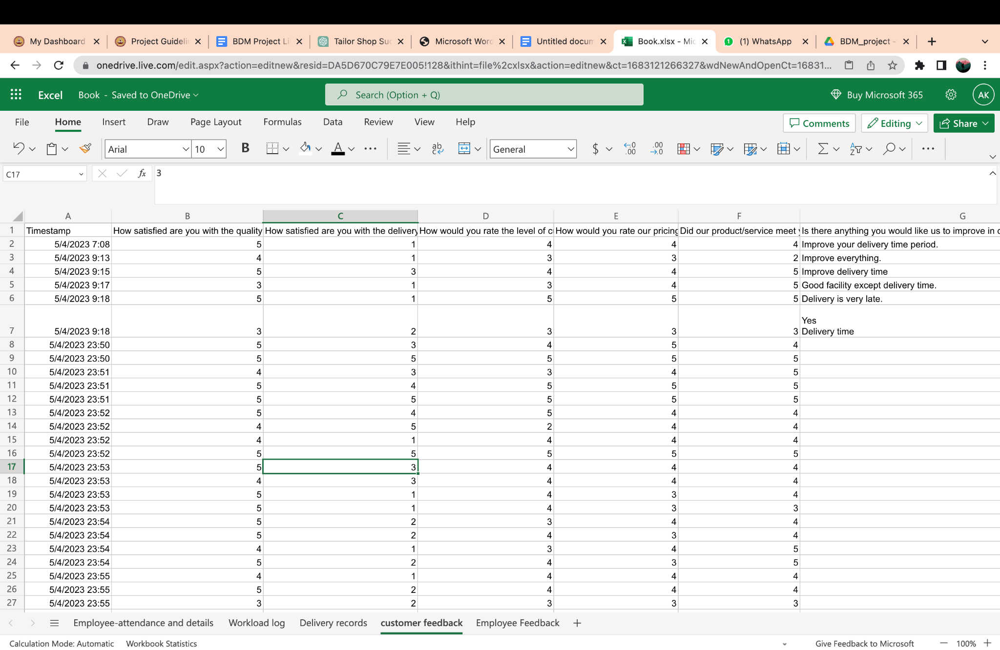 My Dashboard
Project Guideli
BDM Project Li
Tailor Shop Suc
Microsoft Word
Untitled docum
Book.xlsx - Mic
(1) WhatsApp
BDM_project -
onedrive.live.com/edit.aspx?action=editnew&resid=DA5D670C79E7E005!128&ithint=file%2cxlsx&action=editnew&ct=1683121266327&wdNewAndOpenCt=16831...
Excel Book - Saved to OneDrive
Search (Option + Q)
Buy Microsoft 365
AK
File Home Insert Draw Page Layout Formulas Data Review View Help
Comments Editing Share
Arial 10 B A ab General $
C17 fx 3
A B C D E F G
1 Timestamp How satisfied are you with the quality How satisfied are you with the delivery How would you rate the level of c How would you rate our pricing Did our product/service meet Is there anything you would like us to improve in
2 5/4/2023 7:08 5 1 4 4 4 Improve your delivery time period.
3 5/4/2023 9:13 4 1 3 3 2 Improve everything.
4 5/4/2023 9:15 5 3 4 4 5 Improve delivery time
5 5/4/2023 9:17 3 1 3 4 5 Good facility except delivery time.
6 5/4/2023 9:18 5 1 5 5 5 Delivery is very late.
Yes
7 5/4/2023 9:18 3 2 3 3 3 Delivery time
8 5/4/2023 23:50 5 3 4 5 4
9 5/4/2023 23:50 5 5 5 5 5
10 5/4/2023 23:51 4 3 3 4 5
11 5/4/2023 23:51 5 4 5 5 5
12 5/4/2023 23:51 5 5 5 5 5
13 5/4/2023 23:52 5 4 5 4 4
14 5/4/2023 23:52 4 5 2 4 4
15 5/4/2023 23:52 4 1 4 4 4
16 5/4/2023 23:52 5 5 5 5 5
17 5/4/2023 23:53 5 3 4 4 4
18 5/4/2023 23:53 4 3 4 4 4
19 5/4/2023 23:53 5 1 4 3 4
20 5/4/2023 23:53 5 1 4 3 3
21 5/4/2023 23:54 5 2 3 4 4
22 5/4/2023 23:54 5 2 4 3 4
23 5/4/2023 23:54 4 1 3 4 5
24 5/4/2023 23:54 5 2 4 3 5
25 5/4/2023 23:55 4 1 4 4 4
26 5/4/2023 23:55 5 2 4 4 4
27 5/4/2023 23:55 3 2 3 3 3
Employee-attendance and details Workload log Delivery records customer feedback Employee Feedback
Calculation Mode: Automatic Workbook Statistics
Give Feedback to Microsoft 100%